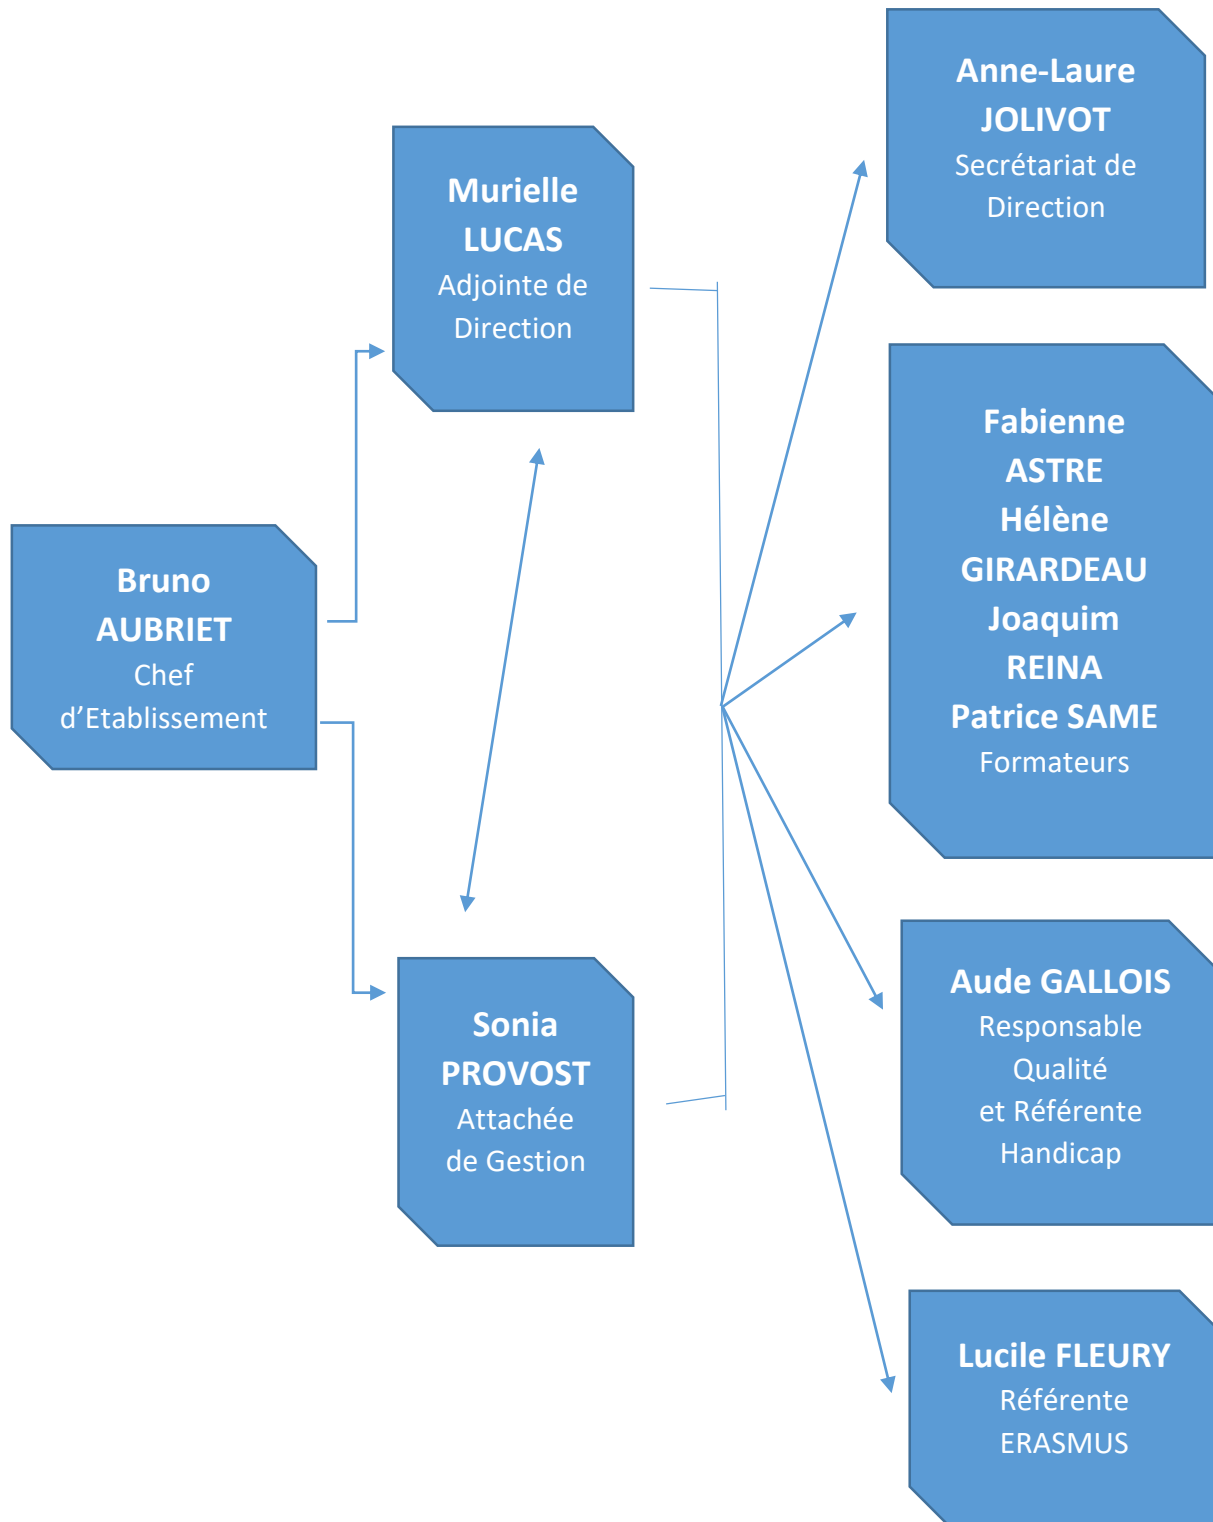 Bruno
AUBRIET
Chef
d’Etablissement
Murielle
LUCAS
Adjointe de
Direction
Sonia
PROVOST
Attachée
de Gestion
Anne-Laure
JOLIVOT
Secrétariat de
Direction
Fabienne
ASTRE
Hélène
GIRARDEAU
Joaquim
REINA
Patrice SAME
Formateurs
Aude GALLOIS
Responsable
Qualité
et Référente
Handicap
Lucile FLEURY
Référente
ERASMUS